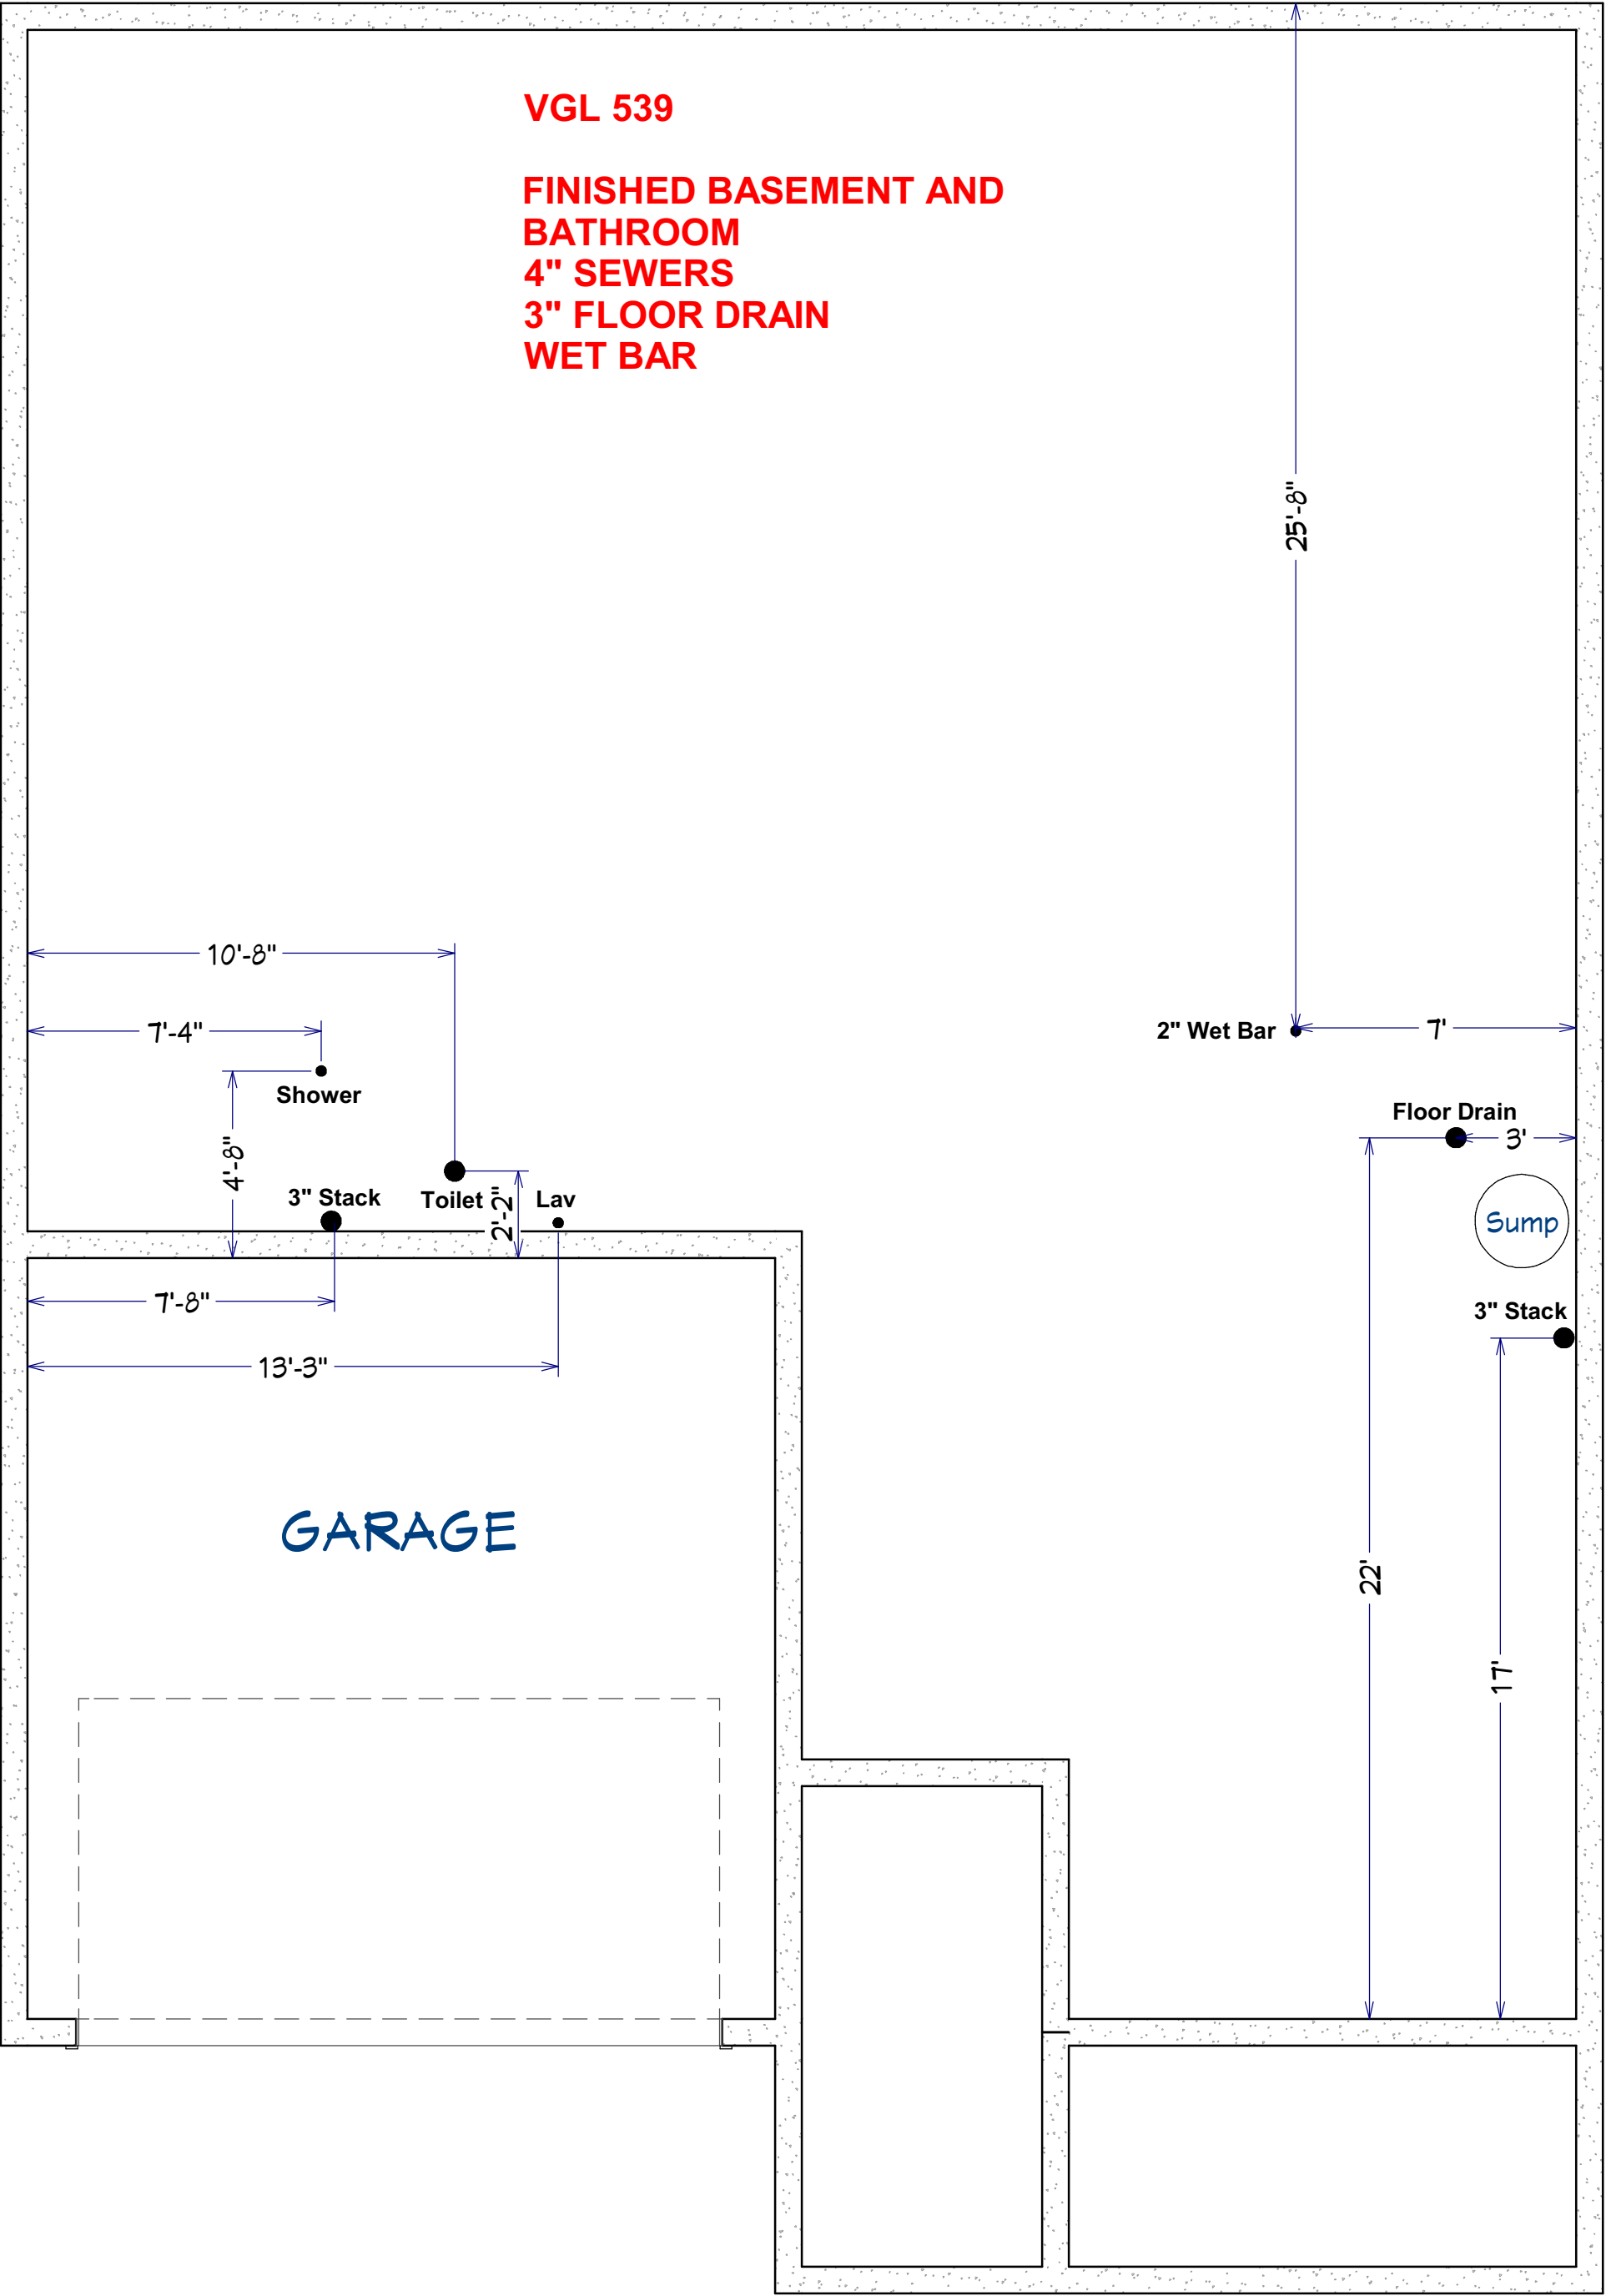 VGL 539
FINISHED BASEMENT AND
BATHROOM
4" SEWERS
3" FLOOR DRAIN
WET BAR
25'-8"
10'-8"
7'-4"
2" Wet Bar
7'
Shower
Floor Drain
3'
4'-8"
3" Stack
Toilet
2'-2"
Lav
Sump
7'-8"
3" Stack
13'-3"
GARAGE
22'
17'